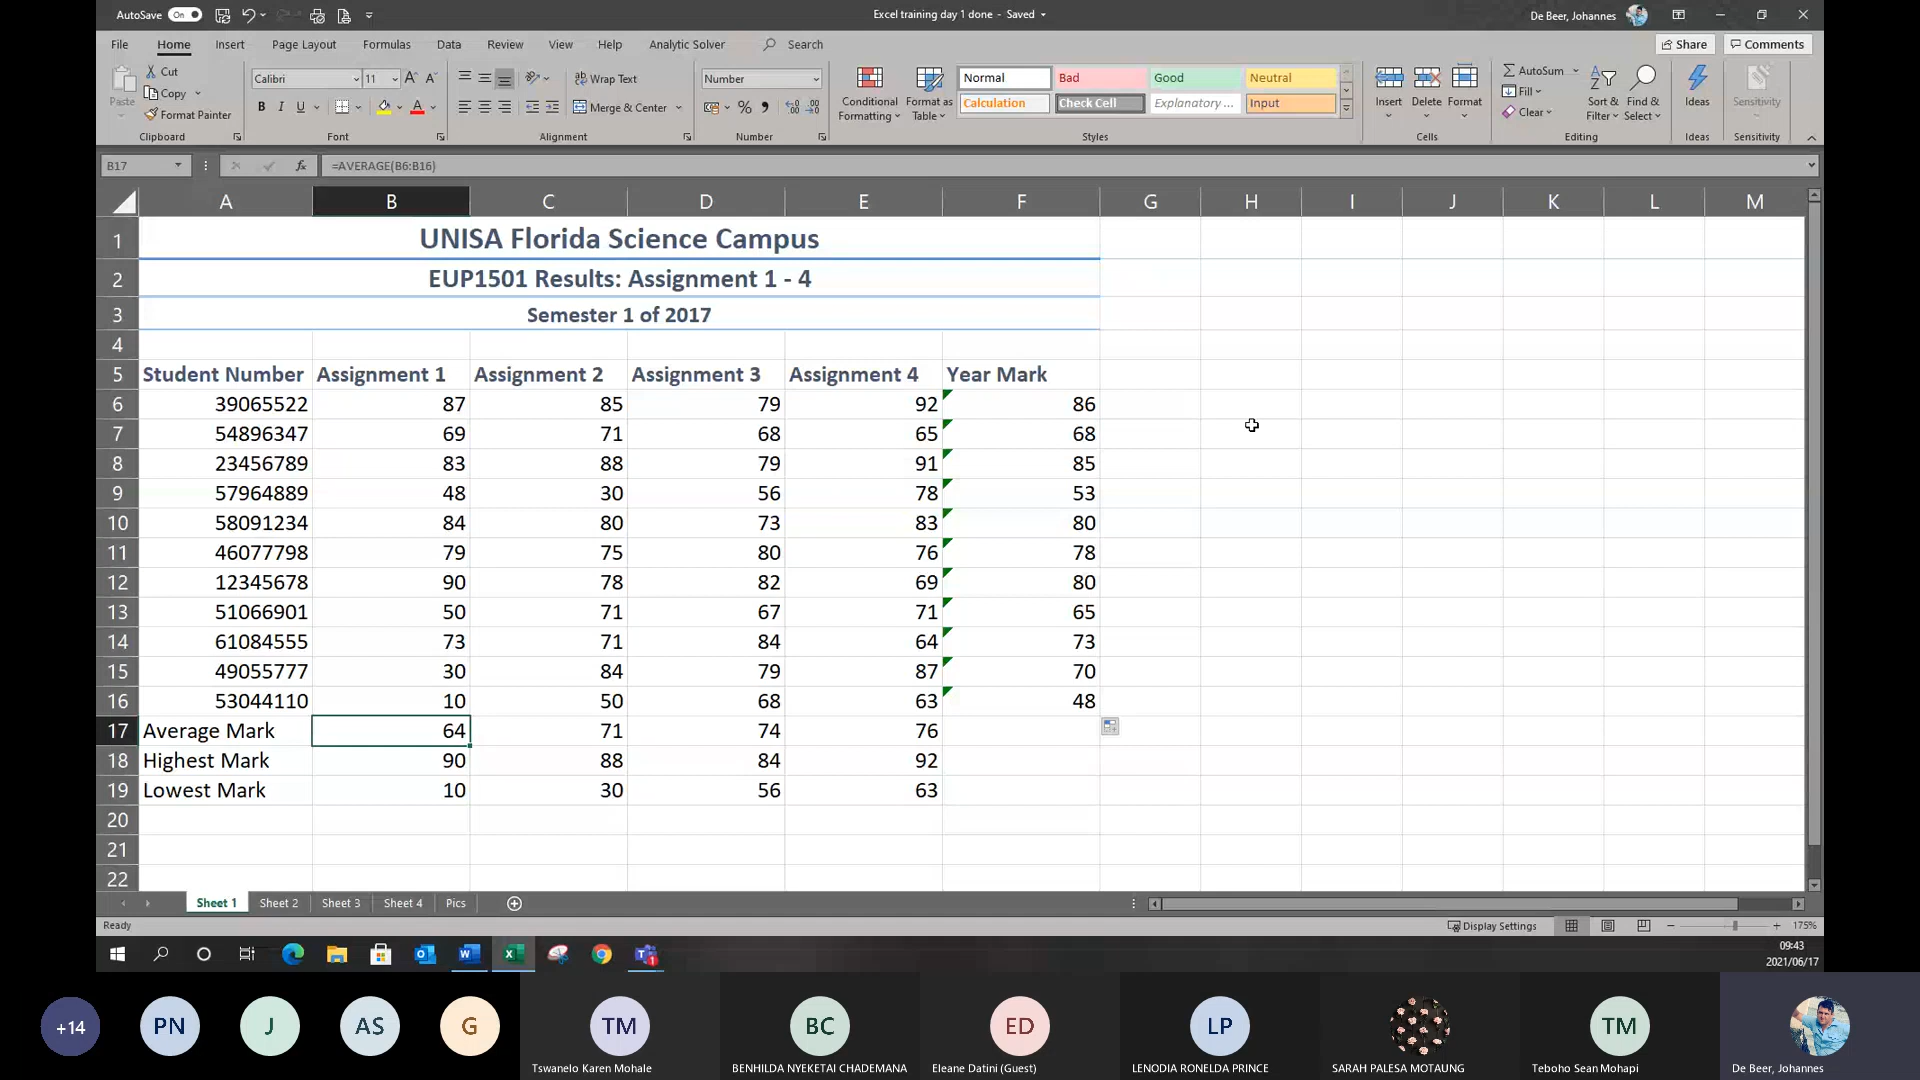 AutoSave On Excel training day 1 done - Saved De Beer, Johannes
File Home Insert Page Layout Formulas Data Review View Help Analytic Solver Search Share Comments
Paste Cut Copy Format Painter
Calibri 11 Wrap Text Merge & Center Number
Conditional Formatting Format as Table
Normal Bad Good Neutral
Calculation Check Cell Explanatory ... Input
Insert Delete Format
AutoSum Fill Clear Sort & Filter Find & Select Ideas Sensitivity
Clipboard Font Alignment Number Styles Cells Editing Ideas Sensitivity
B17 fx =AVERAGE(B6:B16)
A B C D E F G H I J K L M
1 UNISA Florida Science Campus
2 EUP1501 Results: Assignment 1 - 4
3 Semester 1 of 2017
4
5 Student Number Assignment 1 Assignment 2 Assignment 3 Assignment 4 Year Mark
6 39065522 87 85 79 92 86
7 54896347 69 71 68 65 68
8 23456789 83 88 79 91 85
9 57964889 48 30 56 78 53
10 58091234 84 80 73 83 80
11 46077798 79 75 80 76 78
12 12345678 90 78 82 69 80
13 51066901 50 71 67 71 65
14 61084555 73 71 84 64 73
15 49055777 30 84 79 87 70
16 53044110 10 50 68 63 48
17 Average Mark 64 71 74 76
18 Highest Mark 90 88 84 92
19 Lowest Mark 10 30 56 63
20
21
22
Sheet 1 Sheet 2 Sheet 3 Sheet 4 Pics
Ready Display Settings 175%
09:43
2021/06/17
+14 PN J AS G TM BC ED LP TM
Tswanelo Karen Mohale BENHILDA NYEKETAI CHADEMANA Eleane Datini (Guest) LENODIA RONELDA PRINCE SARAH PALESA MOTAUNG Teboho Sean Mohapi De Beer, Johannes